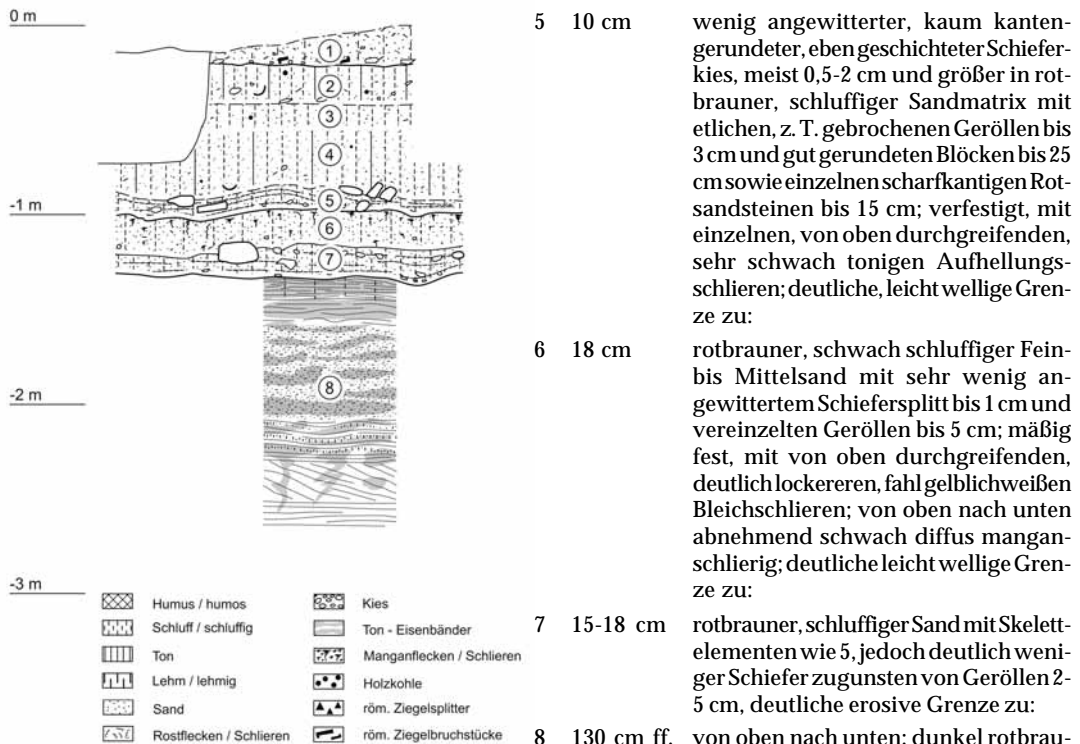 0 m
1
2
3
4
-1 m
5
6
7
-2 m
8
-3 m
Humus / humos
Schluff / schluffig
Ton
Lehm / lehmig
Sand
Rostflecken / Schlieren
Kies
Ton - Eisenbänder
Manganflecken / Schlieren
Holzkohle
röm. Ziegelsplitter
röm. Ziegelbruchstücke
5 10 cm wenig angewitterter, kaum kanten-
gerundeter, eben geschichteter Schiefer-
kies, meist 0,5-2 cm und größer in rot-
brauner, schluffiger Sandmatrix mit
etlichen, z. T. gebrochenen Geröllen bis
3 cm und gut gerundeten Blöcken bis 25
cm sowie einzelnen scharfkantigen Rot-
sandsteinen bis 15 cm; verfestigt, mit
einzelnen, von oben durchgreifenden,
sehr schwach tonigen Aufhellungs-
schlieren; deutliche, leicht wellige Gren-
ze zu:
6 18 cm rotbrauner, schwach schluffiger Fein-
bis Mittelsand mit sehr wenig an-
gewittertem Schiefersplitt bis 1 cm und
vereinzelten Geröllen bis 5 cm; mäßig
fest, mit von oben durchgreifenden,
deutlich lockereren, fahl gelblichweißen
Bleichschlieren; von oben nach unten
abnehmend schwach diffus mangan-
schlierig; deutliche leicht wellige Gren-
ze zu:
7 15-18 cm rotbrauner, schluffiger Sand mit Skelett-
elementen wie 5, jedoch deutlich weni-
ger Schiefer zugunsten von Geröllen 2-
5 cm, deutliche erosive Grenze zu:
8 130 cm ff. von oben nach unten: dunkel rotbrau-